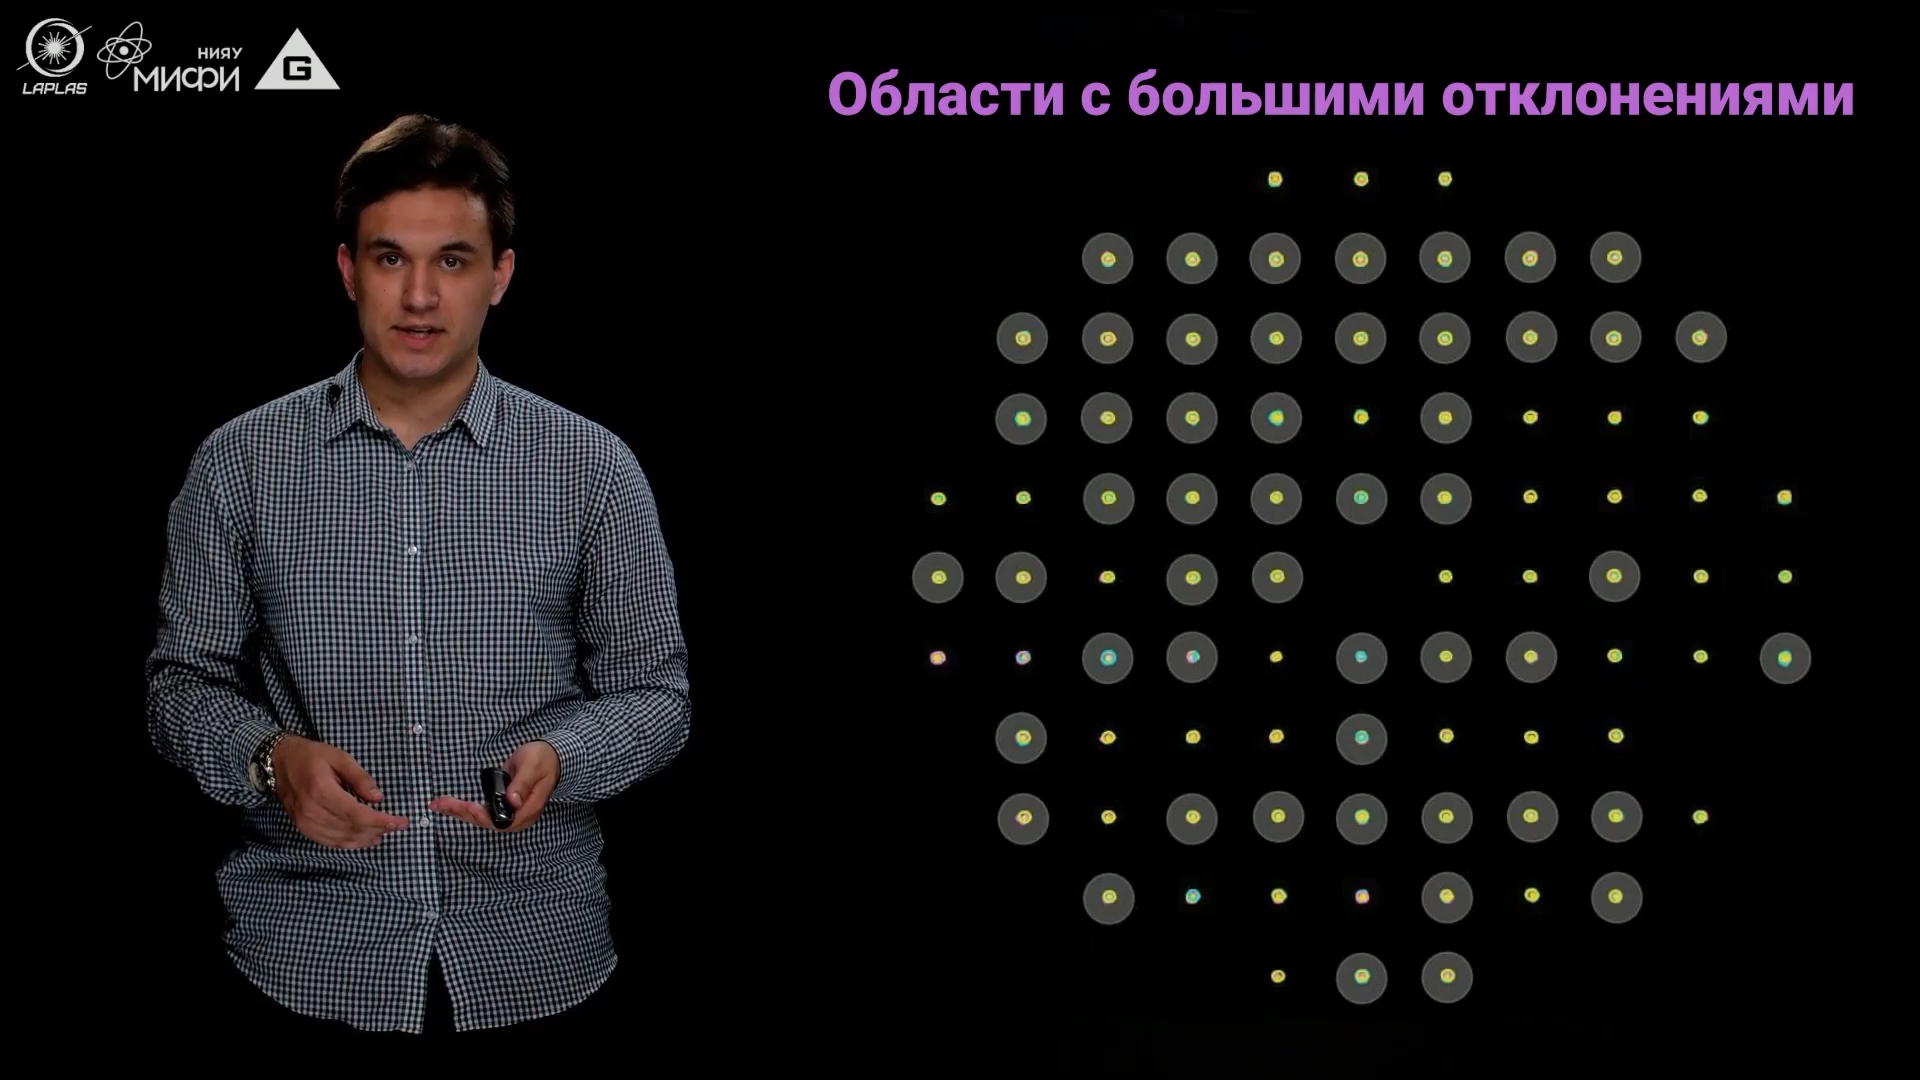 LAPLAS
НИЯУ
МИФИ
G
Области с большими отклонениями